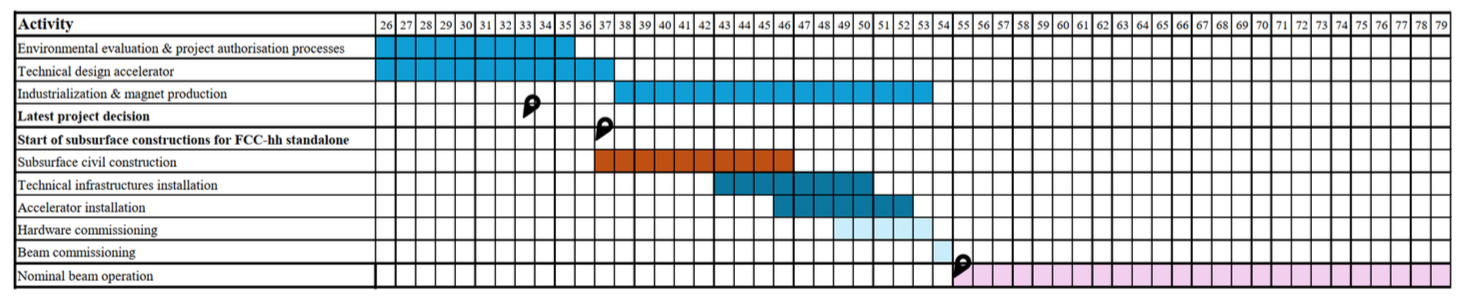 Activity 26 27 28 29 30 31 32 33 34 35 36 37 38 39 40 41 42 43 44 45 46 47 48 49 50 51 52 53 54 55 56 57 58 59 60 61 62 63 64 65 66 67 68 69 70 71 72 73 74 75 76 77 78 79
Environmental evaluation & project authorisation processes
Technical design accelerator
Industrialization & magnet production
Latest project decision
Start of subsurface constructions for FCC-hh standalone
Subsurface civil construction
Technical infrastructures installation
Accelerator installation
Hardware commissioning
Beam commissioning
Nominal beam operation